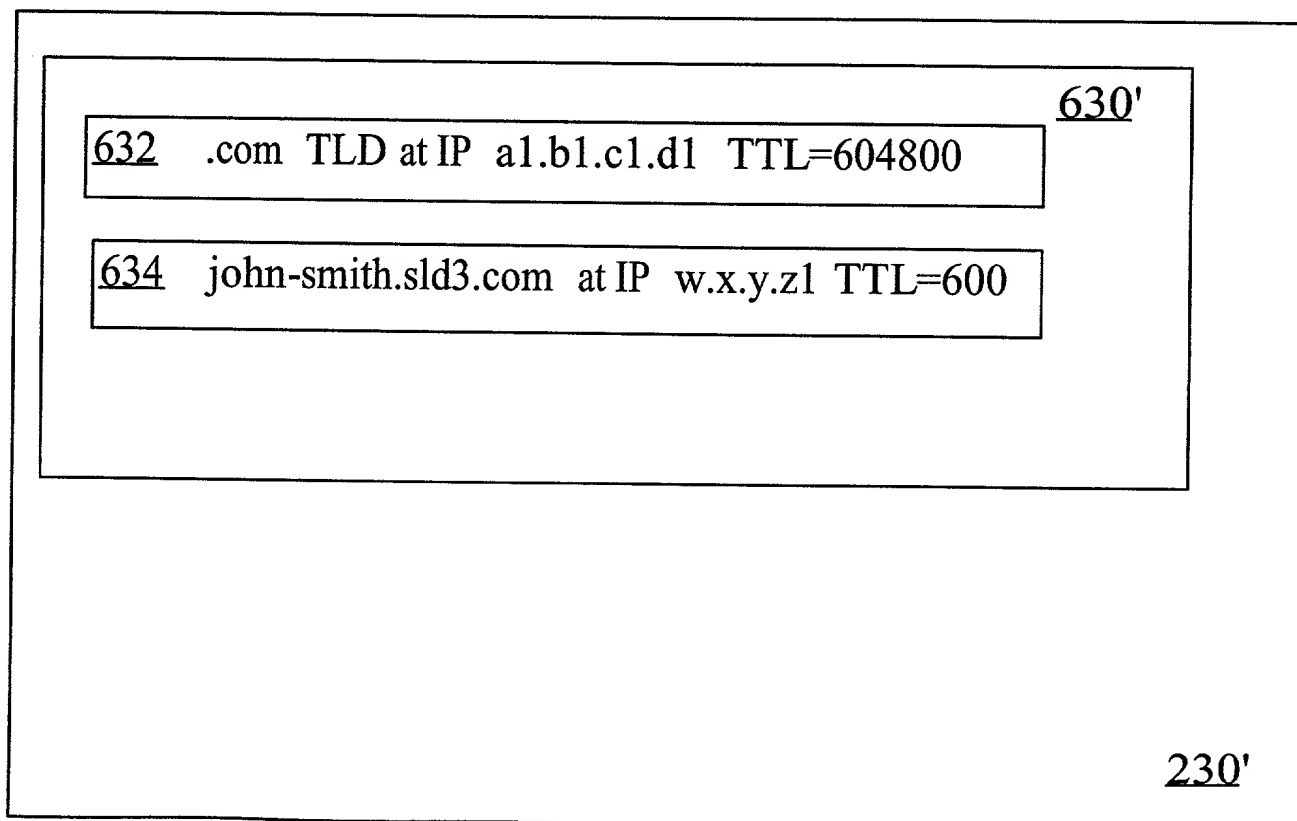 630'
632 .com TLD at IP a1.b1.c1.d1 TTL=604800
634 john-smith.sld3.com at IP w.x.y.z1 TTL=600
230'